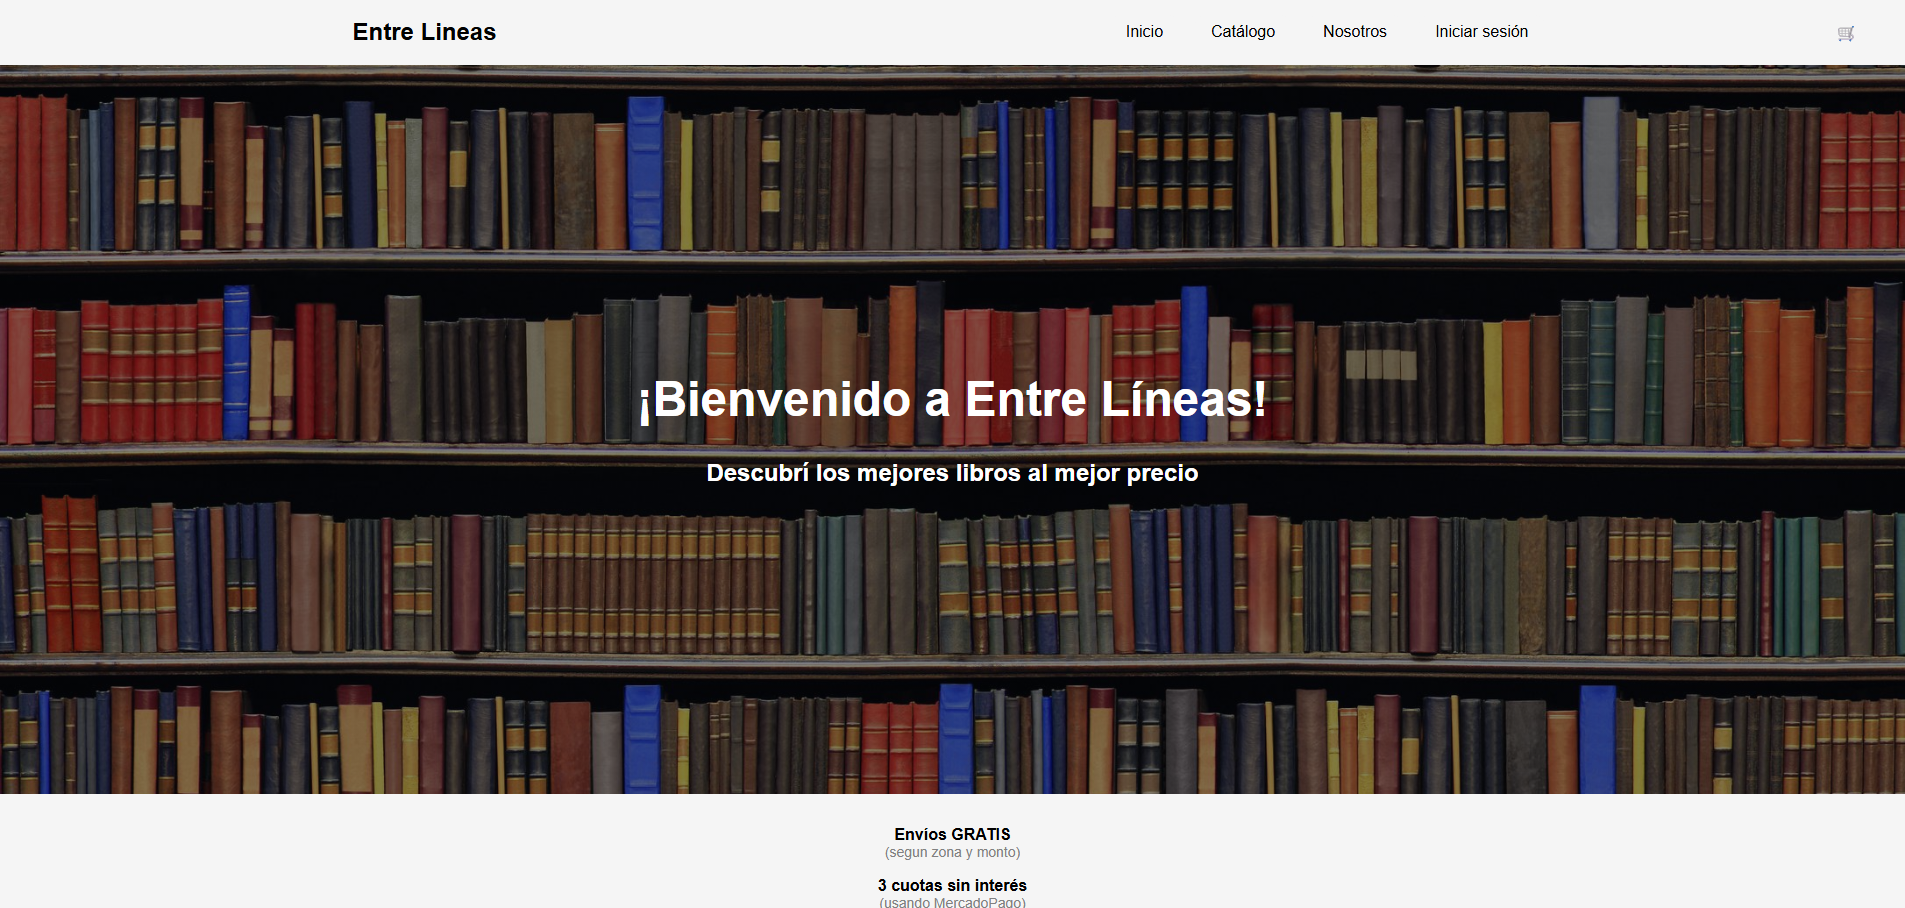 Entre Lineas
Inicio Catálogo Nosotros Iniciar sesión
¡Bienvenido a Entre Líneas!
Descubrí los mejores libros al mejor precio
Envíos GRATIS
(segun zona y monto)
3 cuotas sin interés
(usando MercadoPago)